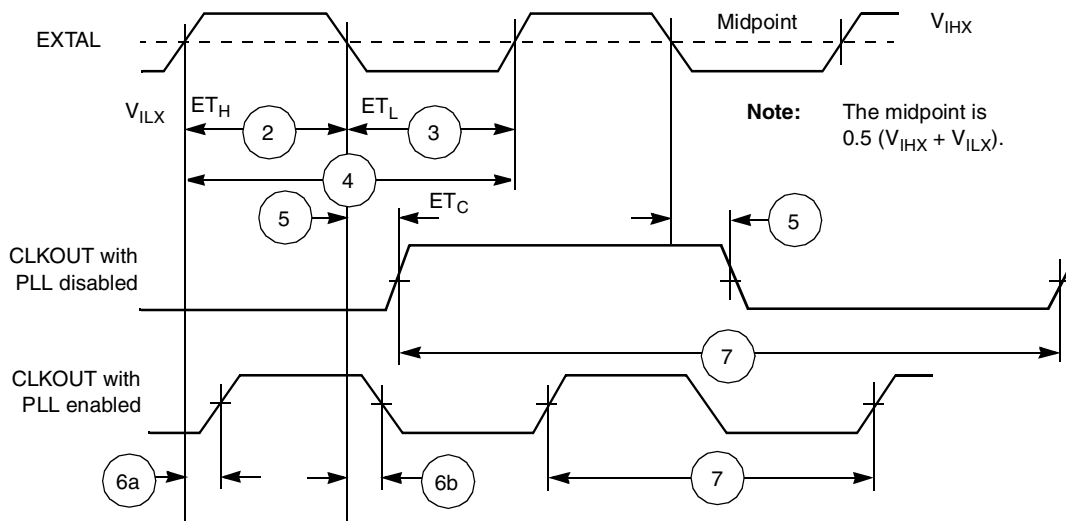 EXTAL
Midpoint
V_IHX
V_ILX
ET_H
2
ET_L
3
Note: The midpoint is
0.5 (V_IHX + V_ILX).
4
5
ET_C
5
CLKOUT with
PLL disabled
7
CLKOUT with
PLL enabled
6a
6b
7